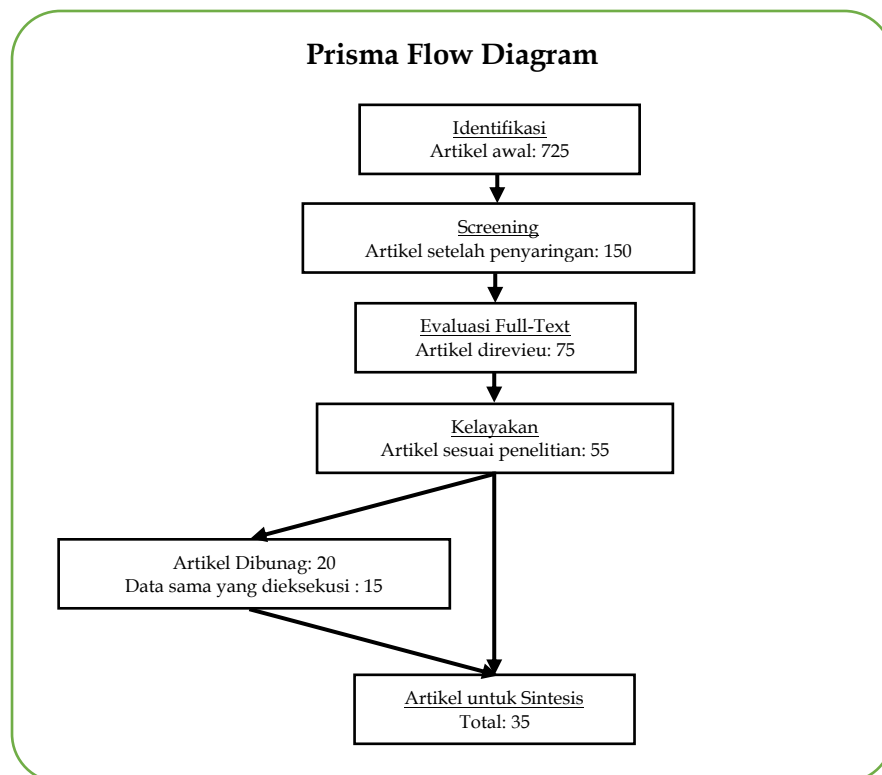 Prisma Flow Diagram
Identifikasi
Artikel awal: 725
Screening
Artikel setelah penyaringan: 150
Evaluasi Full-Text
Artikel direvieu: 75
Kelayakan
Artikel sesuai penelitian: 55
Artikel Dibunag: 20
Data sama yang dieksekusi : 15
Artikel untuk Sintesis
Total: 35